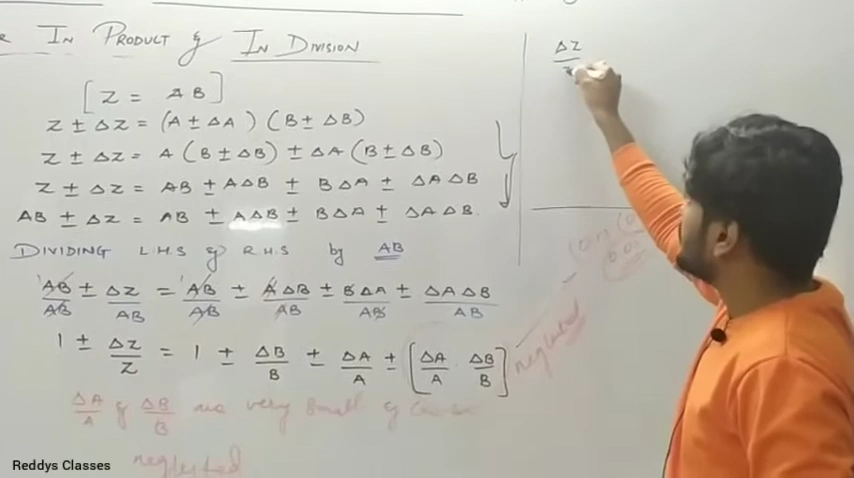 IN PRODUCT & IN DIVISION
[Z = AB]
Z ± ΔZ = (A ± ΔA) (B ± ΔB)
Z ± ΔZ = A (B ± ΔB) ± ΔA (B ± ΔB)
Z ± ΔZ = AB ± AΔB ± BΔA ± ΔAΔB
AB ± ΔZ = AB ± AΔB ± BΔA ± ΔAΔB.
DIVIDING L.H.S & R.H.S by AB
AB/AB ± ΔZ/AB = AB/AB ± AΔB/AB ± BΔA/AB ± ΔAΔB/AB
1 ± ΔZ/Z = 1 ± ΔB/B ± ΔA/A ± [ΔA/A · ΔB/B] neglected
ΔA/A & ΔB/B are very small &
neglected
ΔZ
Reddys Classes